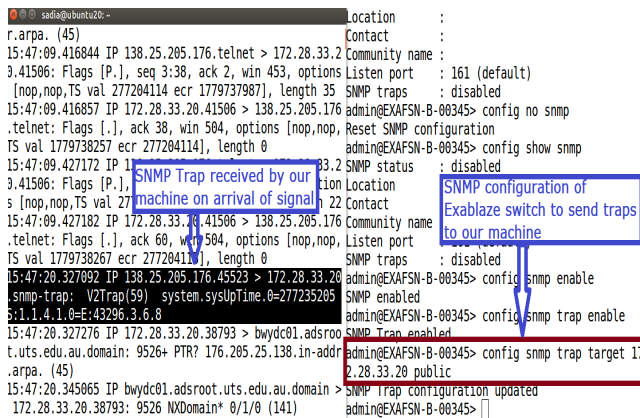 sadia@ubuntu20: ~
r.arpa. (45)
15:47:09.416844 IP 138.25.205.176.telnet > 172.28.33.2
0.41506: Flags [P.], seq 3:38, ack 2, win 453, options
[nop,nop,TS val 277204114 ecr 1779737987], length 35
15:47:09.416857 IP 172.28.33.20.41506 > 138.25.205.176
.telnet: Flags [.], ack 38, win 504, options [nop,nop,
TS val 1779738257 ecr 277204114], length 0
15:47:09.427172 IP 138.25.205.176.telnet > 172.28.33.2
0.41506: Flags [P.],
s [nop,nop,TS val 27
n 22
15:47:09.427182 IP 172.28.33.20.41506 > 138.25.205.176
.telnet: Flags [.], ack 60, win 504, options [nop,nop,
TS val 1779738267 ecr 277204115], length 0
15:47:20.327092 IP 138.25.205.176.45523 > 172.28.33.20
.snmp-trap: V2Trap(59) system.sysUpTime.0=277235205
S:1.1.4.1.0=E:43296.3.6.8
15:47:20.327276 IP 172.28.33.20.38793 > bwydc01.adsroo
t.uts.edu.au.domain: 9526+ PTR? 176.205.25.138.in-addr
.arpa. (45)
15:47:20.345065 IP bwydc01.adsroot.uts.edu.au.domain >
172.28.33.20.38793: 9526 NXDomain* 0/1/0 (141)
SNMP Trap received by our
machine on arrival of signal
Location :
Contact :
Community name :
Listen port : 161 (default)
SNMP traps : disabled
admin@EXAFSN-B-00345> config no snmp
Reset SNMP configuration
admin@EXAFSN-B-00345> config show snmp
SNMP status : disabled
Location
Contact
Community name
Listen port
SNMP traps : disabled
admin@EXAFSN-B-00345> config snmp enable
SNMP enabled
admin@EXAFSN-B-00345> config snmp trap enable
SNMP Trap enabled
admin@EXAFSN-B-00345> config snmp trap target 17
2.28.33.20 public
SNMP Trap configuration updated
admin@EXAFSN-B-00345>
SNMP configuration of
Exablaze switch to send traps
to our machine